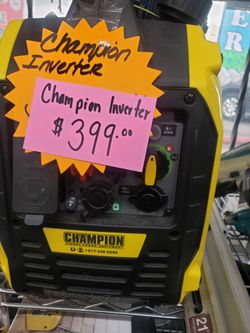 Champion
Inverter
Champion Inverter
$399.00
CHAMPION